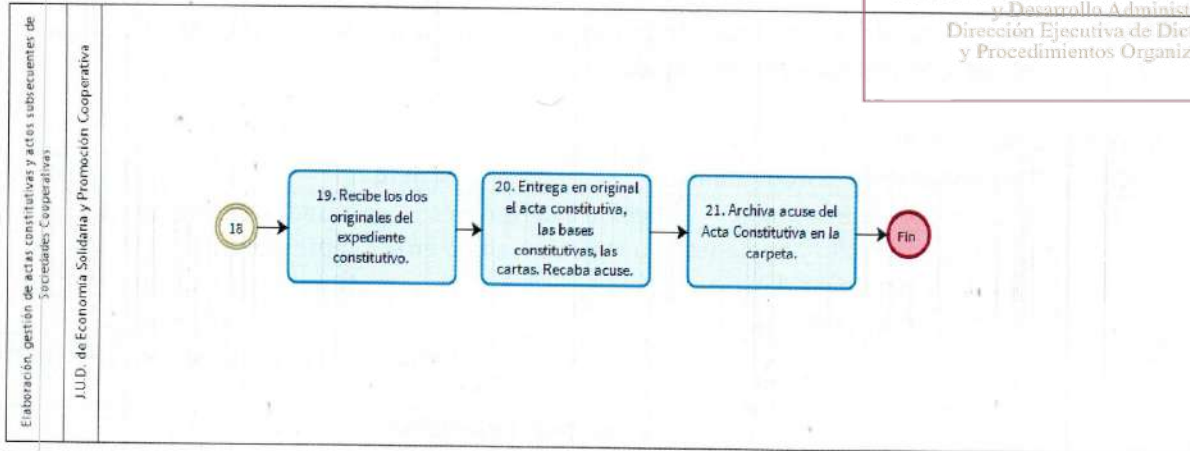 y Desarrollo Administ
Dirección Ejecutiva de Dic
y Procedimientos Organiz
Elaboración, gestión de actas constitutivas y actos subsecuentes de
Sociedades Cooperativas
J.U.D. de Economía Solidaria y Promoción Cooperativa
18
19. Recibe los dos
originales del
expediente
constitutivo.
20. Entrega en original
el acta constitutiva,
las bases
constitutivas, las
cartas. Recaba acuse.
21. Archiva acuse del
Acta Constitutiva en la
carpeta.
Fin